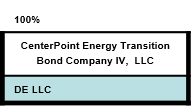 100%
CenterPoint Energy Transition
Bond Company IV, LLC
DE LLC